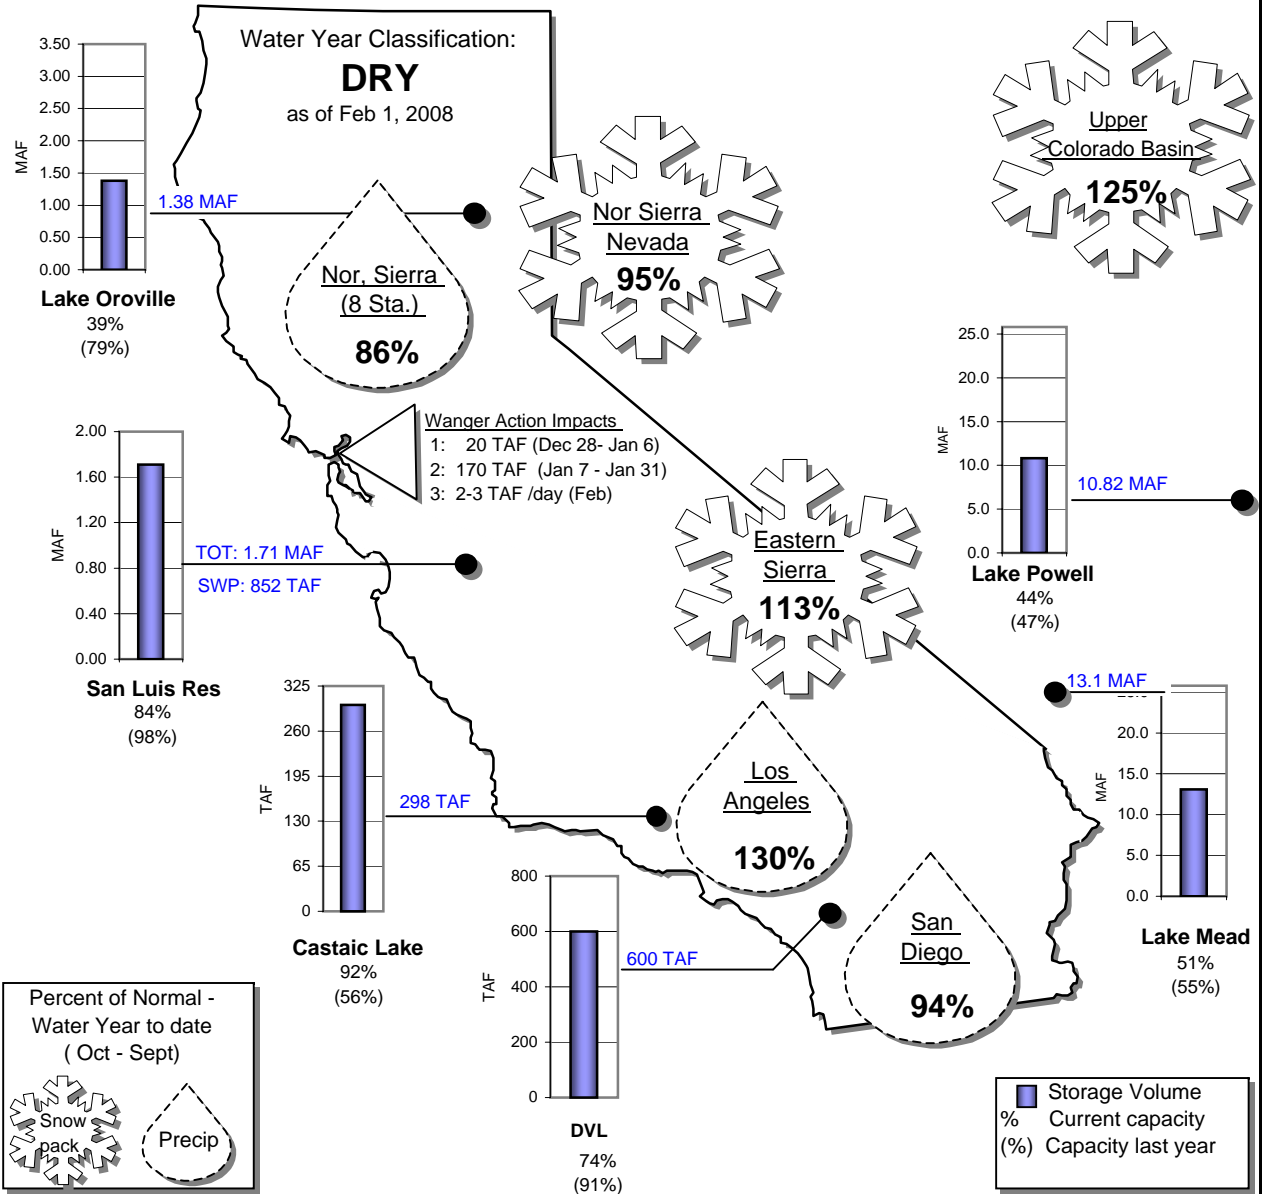 Water Year Classification:
DRY
as of Feb 1, 2008
3.50
3.00
2.50
2.00
1.50
1.00
0.50
0.00
MAF
1.38 MAF
Lake Oroville
39%
(79%)
Nor, Sierra
(8 Sta.)
86%
Nor Sierra
Nevada
95%
Upper
Colorado Basin
125%
Wanger Action Impacts
1: 20 TAF (Dec 28- Jan 6)
2: 170 TAF (Jan 7 - Jan 31)
3: 2-3 TAF /day (Feb)
2.00
1.60
1.20
0.80
0.40
0.00
MAF
TOT: 1.71 MAF
SWP: 852 TAF
San Luis Res
84%
(98%)
Eastern
Sierra
113%
25.0
20.0
15.0
10.0
5.0
0.0
MAF
10.82 MAF
Lake Powell
44%
(47%)
325
260
195
130
65
0
TAF
298 TAF
Castaic Lake
92%
(56%)
Los
Angeles
130%
13.1 MAF
20.0
15.0
10.0
5.0
0.0
MAF
Lake Mead
51%
(55%)
800
600
400
200
0
TAF
600 TAF
DVL
74%
(91%)
San
Diego
94%
Percent of Normal -
Water Year to date
( Oct - Sept)
Snow
pack
Precip
Storage Volume
% Current capacity
(%) Capacity last year